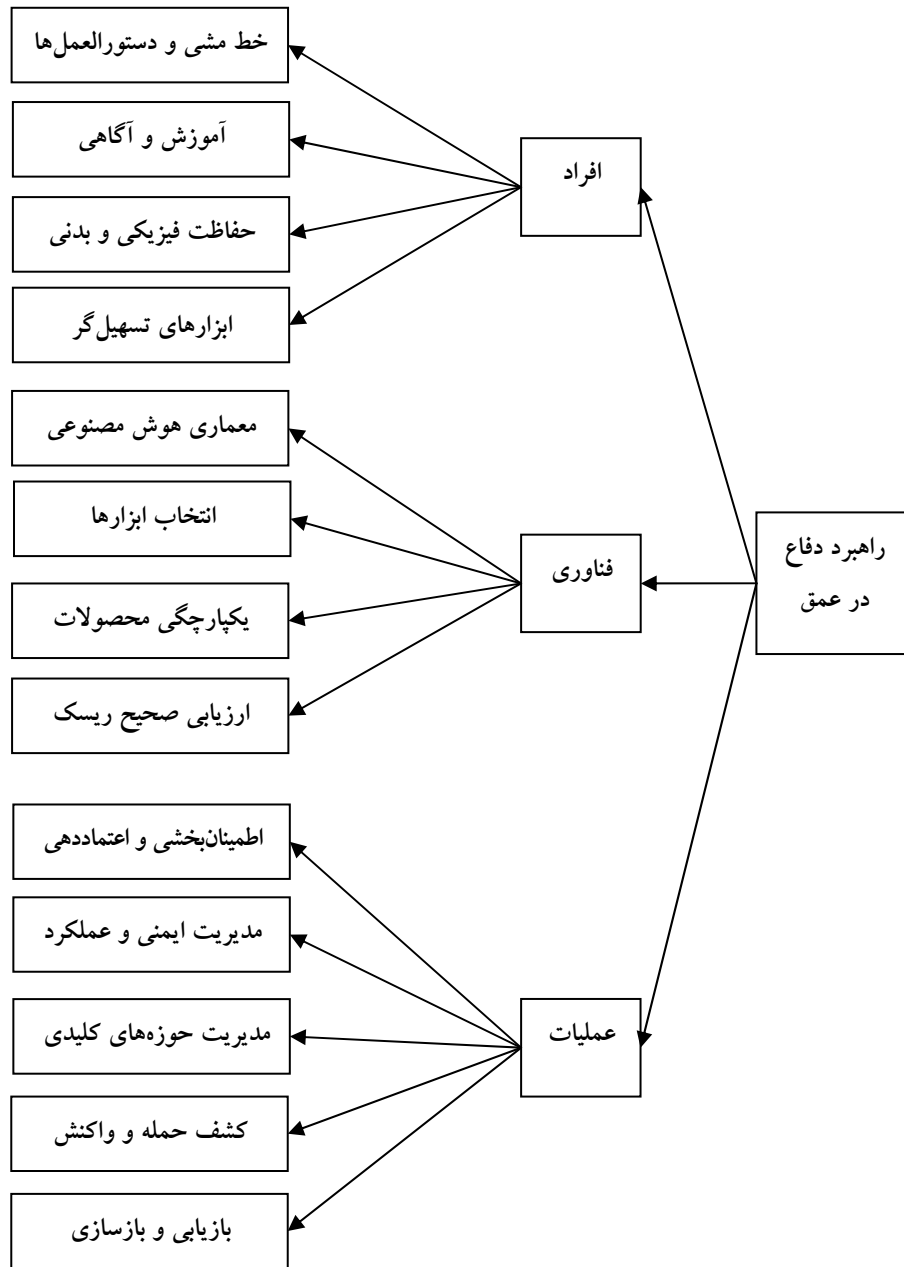 راهبرد دفاع
در عمق
افراد
خط مشی و دستورالعمل‌ها
آموزش و آگاهی
حفاظت فیزیکی و بدنی
ابزارهای تسهیل‌گر
فناوری
معماری هوش مصنوعی
انتخاب ابزارها
یکپارچگی محصولات
ارزیابی صحیح ریسک
عملیات
اطمینان‌بخشی و اعتماددهی
مدیریت ایمنی و عملکرد
مدیریت حوزه‌های کلیدی
کشف حمله و واکنش
بازیابی و بازسازی